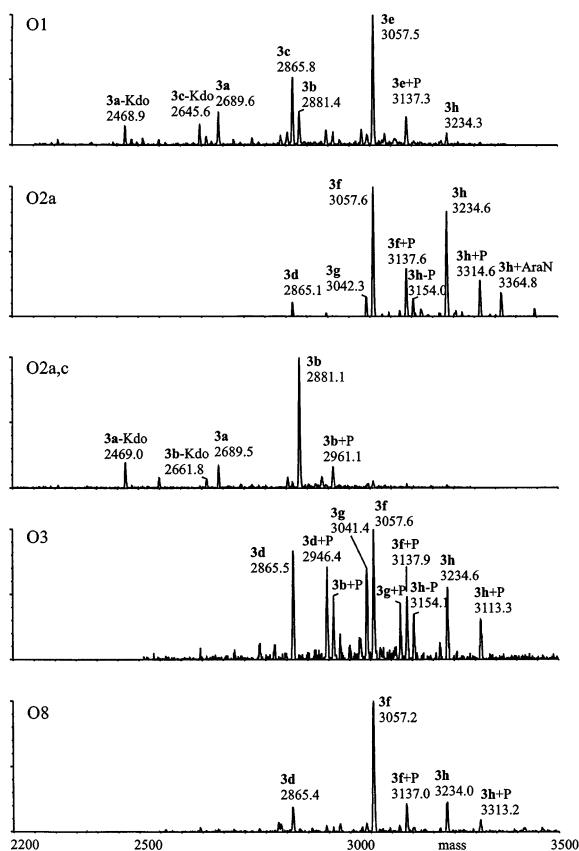 O1
3a-Kdo
2468.9
3c-Kdo
2645.6
3a
2689.6
3c
2865.8
3b
2881.4
3e
3057.5
3e+P
3137.3
3h
3234.3
O2a
3d
2865.1
3g
3042.3
3f
3057.6
3f+P
3137.6
3h-P
3154.0
3h
3234.6
3h+P
3314.6
3h+AraN
3364.8
O2a,c
3a-Kdo
2469.0
3b-Kdo
2661.8
3a
2689.5
3b
2881.1
3b+P
2961.1
O3
3d
2865.5
3d+P
2946.4
3b+P
3g
3041.4
3f
3057.6
3g+P
3f+P
3137.9
3h-P
3154.1
3h
3234.6
3h+P
3113.3
O8
3d
2865.4
3f
3057.2
3f+P
3137.0
3h
3234.0
3h+P
3313.2
2200 2500 3000 mass 3500